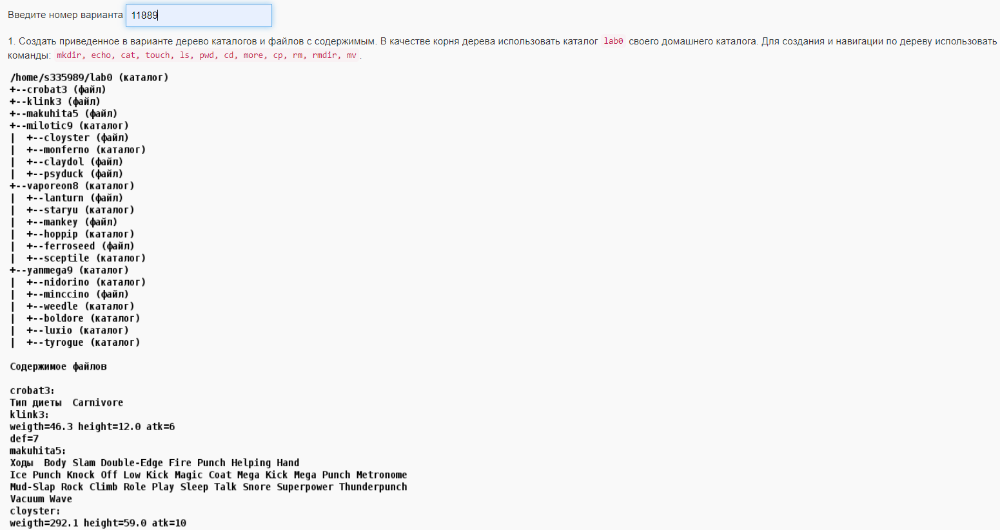 Введите номер варианта 11889
1. Создать приведенное в варианте дерево каталогов и файлов с содержимым. В качестве корня дерева использовать каталог lab0 своего домашнего каталога. Для создания и навигации по дереву использовать
команды: mkdir, echo, cat, touch, ls, pwd, cd, more, cp, rm, rmdir, mv .
/home/s335989/lab0 (каталог)
+--crobat3 (файл)
+--klink3 (файл)
+--makuhita5 (файл)
+--milotic9 (каталог)
|  +--cloyster (файл)
|  +--monferno (каталог)
|  +--claydol (файл)
|  +--psyduck (файл)
+--vaporeon8 (каталог)
|  +--lanturn (файл)
|  +--staryu (каталог)
|  +--mankey (файл)
|  +--hoppip (каталог)
|  +--ferroseed (файл)
|  +--sceptile (каталог)
+--yanmega9 (каталог)
|  +--nidorino (каталог)
|  +--minccino (файл)
|  +--weedle (каталог)
|  +--boldore (каталог)
|  +--luxio (каталог)
|  +--tyrogue (каталог)
Содержимое файлов
crobat3:
Тип диеты  Carnivore
klink3:
weigth=46.3 height=12.0 atk=6
def=7
makuhita5:
Ходы  Body Slam Double-Edge Fire Punch Helping Hand
Ice Punch Knock Off Low Kick Magic Coat Mega Kick Mega Punch Metronome
Mud-Slap Rock Climb Role Play Sleep Talk Snore Superpower Thunderpunch
Vacuum Wave
cloyster:
weigth=292.1 height=59.0 atk=10